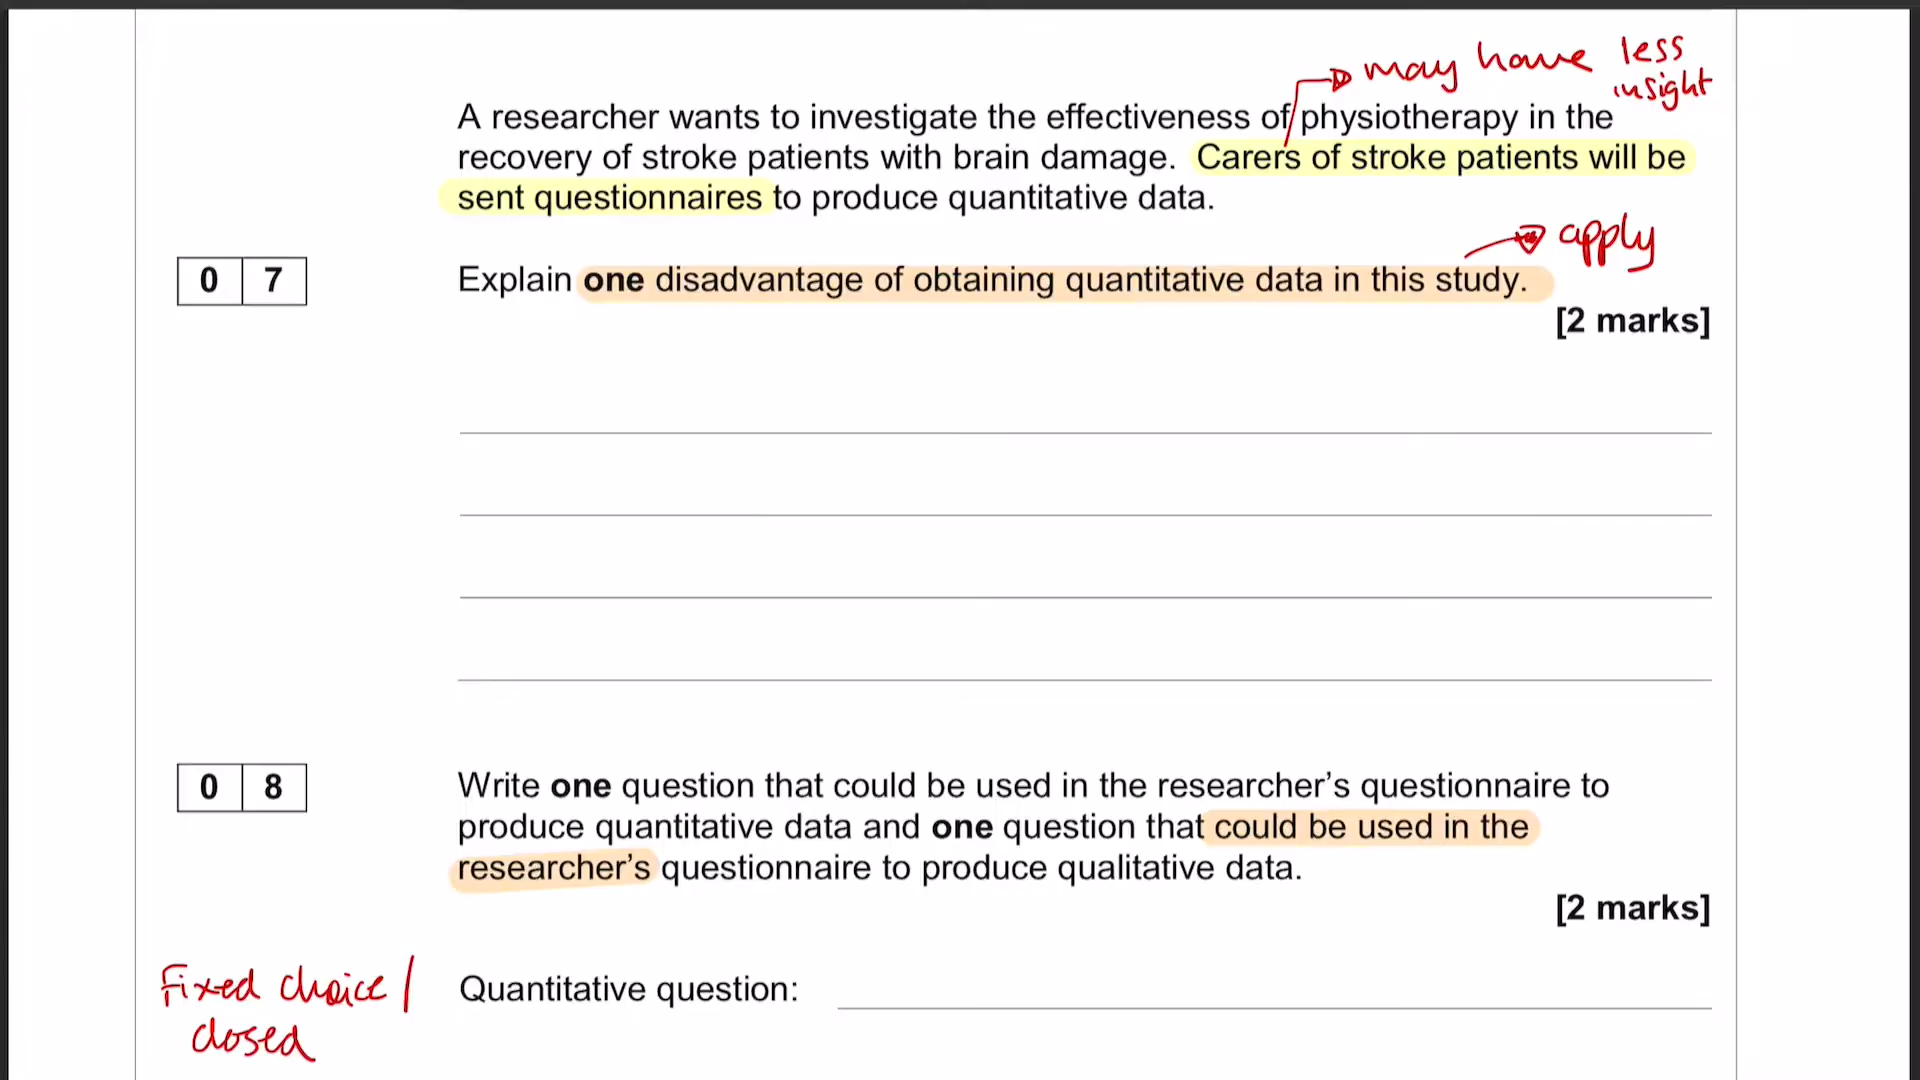 may have less
insight
A researcher wants to investigate the effectiveness of physiotherapy in the
recovery of stroke patients with brain damage. Carers of stroke patients will be
sent questionnaires to produce quantitative data.
apply
0 7 Explain one disadvantage of obtaining quantitative data in this study.
[2 marks]
0 8 Write one question that could be used in the researcher's questionnaire to
produce quantitative data and one question that could be used in the
researcher's questionnaire to produce qualitative data.
[2 marks]
Fixed choice/ Quantitative question:
closed